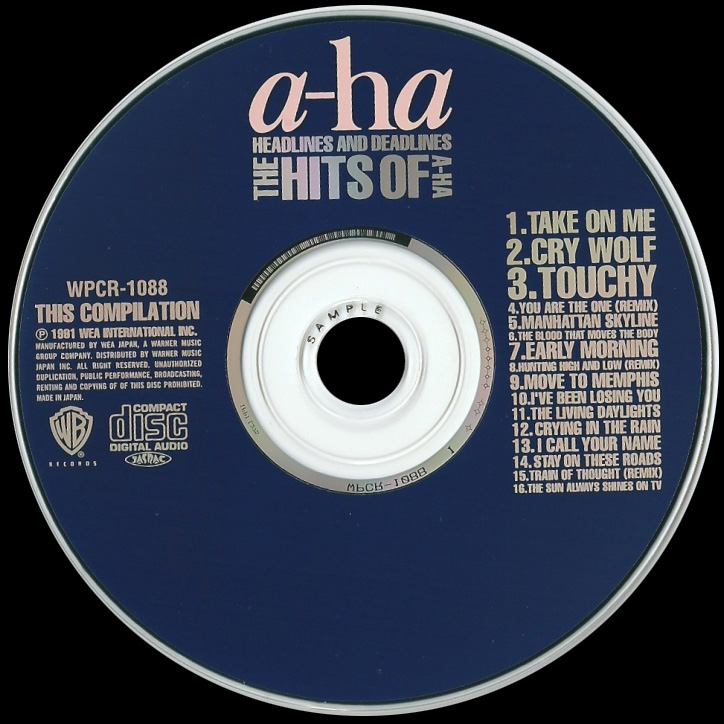 a-ha
HEADLINES AND DEADLINES
THE HITS OF A-HA
1.TAKE ON ME
2.CRY WOLF
3.TOUCHY
4.YOU ARE THE ONE (REMIX)
5.MANHATTAN SKYLINE
6.THE BLOOD THAT MOVES THE BODY
7.EARLY MORNING
8.HUNTING HIGH AND LOW (REMIX)
9.MOVE TO MEMPHIS
10.I'VE BEEN LOSING YOU
11.THE LIVING DAYLIGHTS
12.CRYING IN THE RAIN
13.I CALL YOUR NAME
14.STAY ON THESE ROADS
15.TRAIN OF THOUGHT (REMIX)
16.THE SUN ALWAYS SHINES ON TV
WPCR-1088
THIS COMPILATION
Ⓟ 1991 WEA INTERNATIONAL INC.
MANUFACTURED BY WEA JAPAN, A WARNER MUSIC
GROUP COMPANY. DISTRIBUTED BY WARNER MUSIC
JAPAN INC. ALL RIGHT RESERVED. UNAUTHORIZED
DUPLICATION, PUBLIC PERFORMANCE, BROADCASTING,
RENTING AND COPYING OF OF THIS DISC PROHIBITED.
MADE IN JAPAN.
WB
RECORDS
COMPACT
disc
DIGITAL AUDIO
JASRAC
SAMPLE
WPCR-1088 1